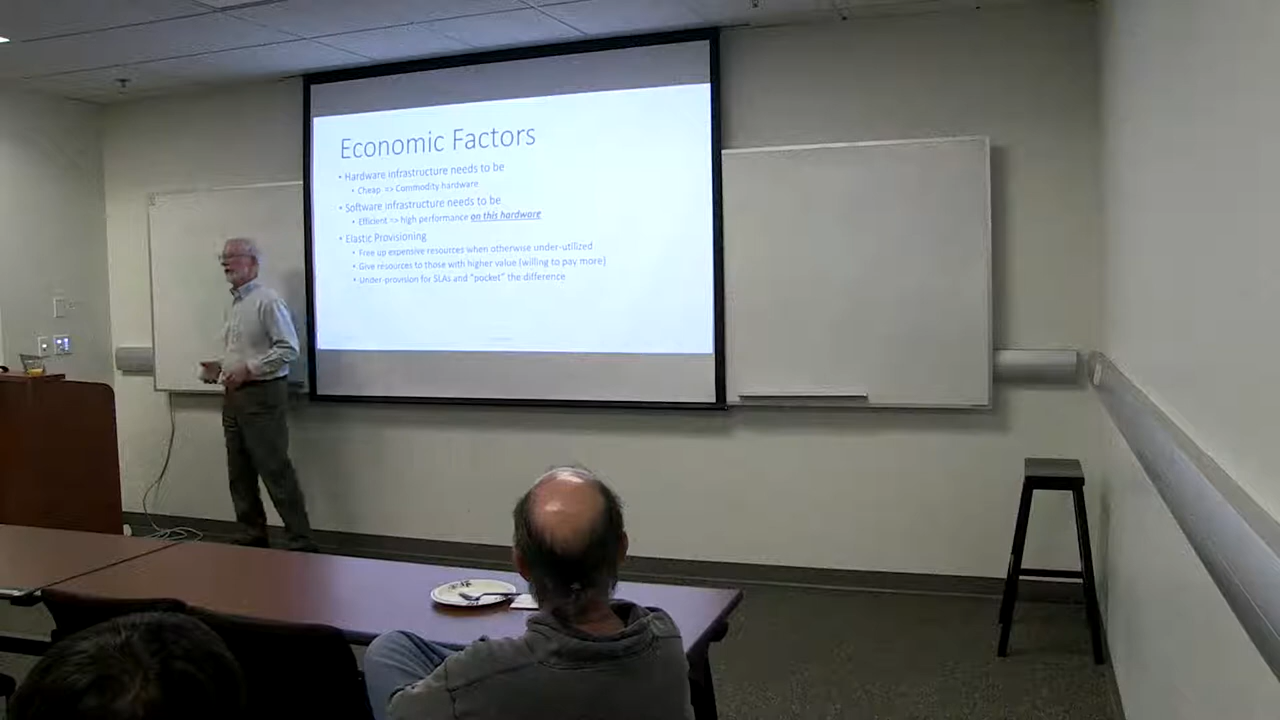 Economic Factors
• Hardware infrastructure needs to be
• Cheap => Commodity hardware
• Software infrastructure needs to be
• Efficient => high performance on this hardware
• Elastic Provisioning
• Free up expensive resources when otherwise under-utilized
• Give resources to those with higher value (willing to pay more)
• Under-provision for SLAs and "pocket" the difference